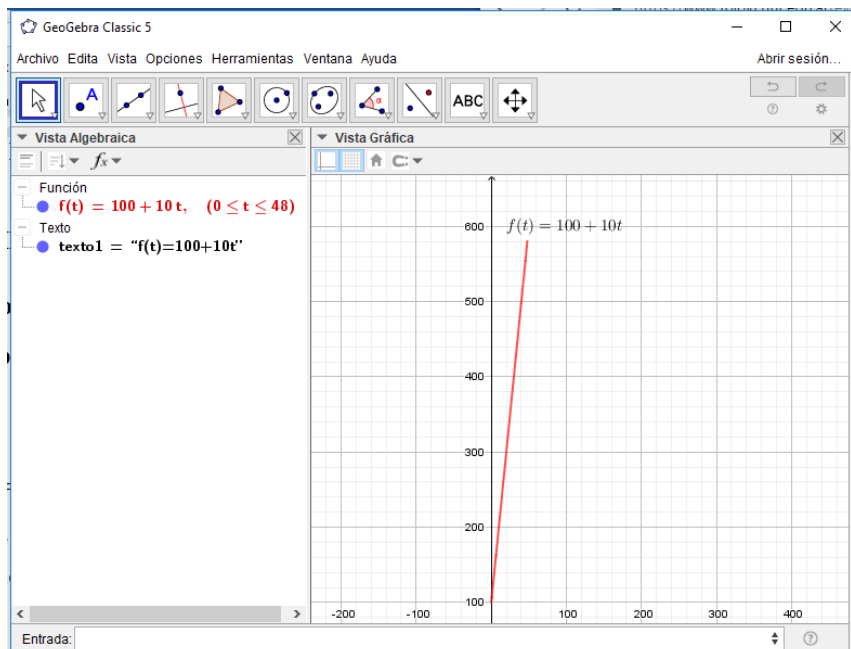 GeoGebra Classic 5
Archivo Edita Vista Opciones Herramientas Ventana Ayuda
Abrir sesión...
A
α
ABC
Vista Algebraica
Vista Gráfica
fx
Función
f(t) = 100 + 10 t, (0 ≤ t ≤ 48)
Texto
texto1 = “f(t)=100+10t”
f(t) = 100 + 10t
600
500
400
300
200
100
-200 -100 100 200 300 400
Entrada: